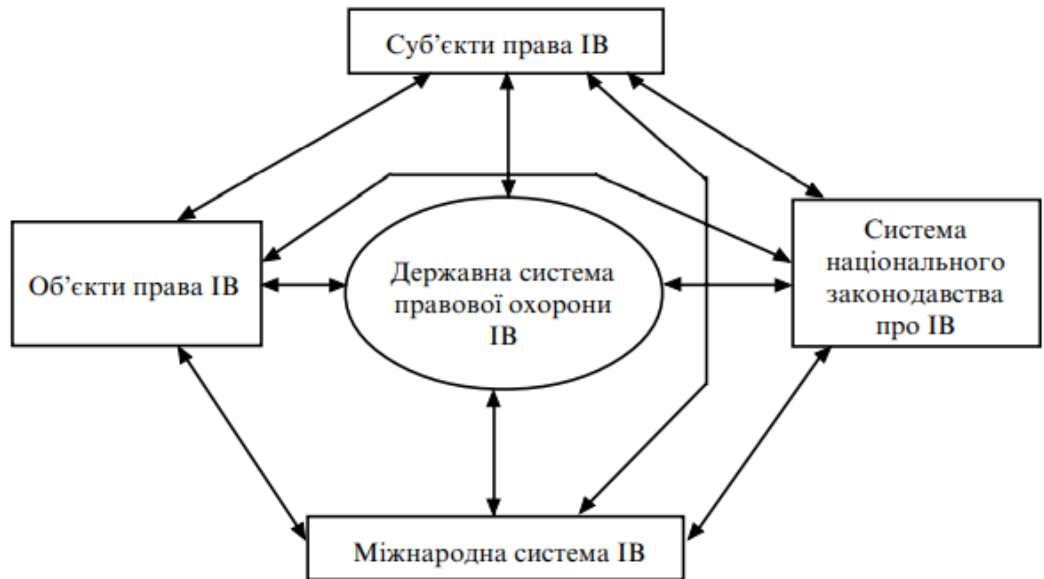 Суб’єкти права ІВ
Об’єкти права ІВ
Державна система
правової охорони
ІВ
Система
національного
законодавства
про ІВ
Міжнародна система ІВ